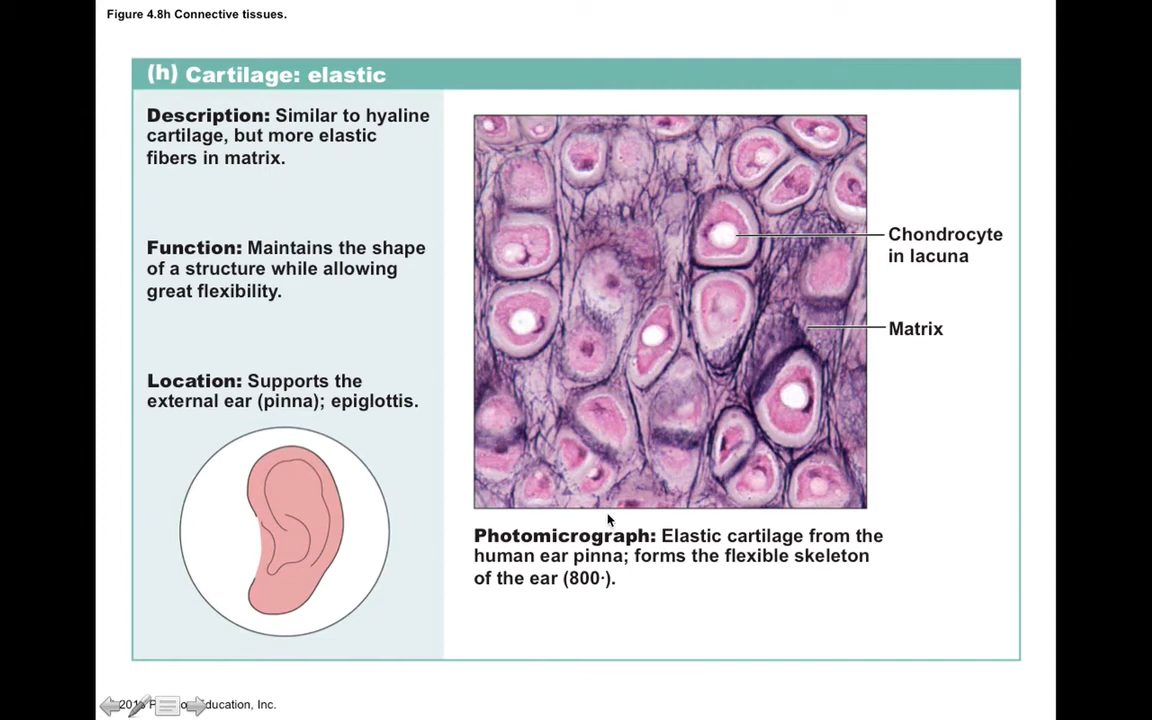 Figure 4.8h Connective tissues.
(h) Cartilage: elastic
Description: Similar to hyaline
cartilage, but more elastic
fibers in matrix.
Function: Maintains the shape
of a structure while allowing
great flexibility.
Location: Supports the
external ear (pinna); epiglottis.
Chondrocyte
in lacuna
Matrix
Photomicrograph: Elastic cartilage from the
human ear pinna; forms the flexible skeleton
of the ear (800·).
Inc.